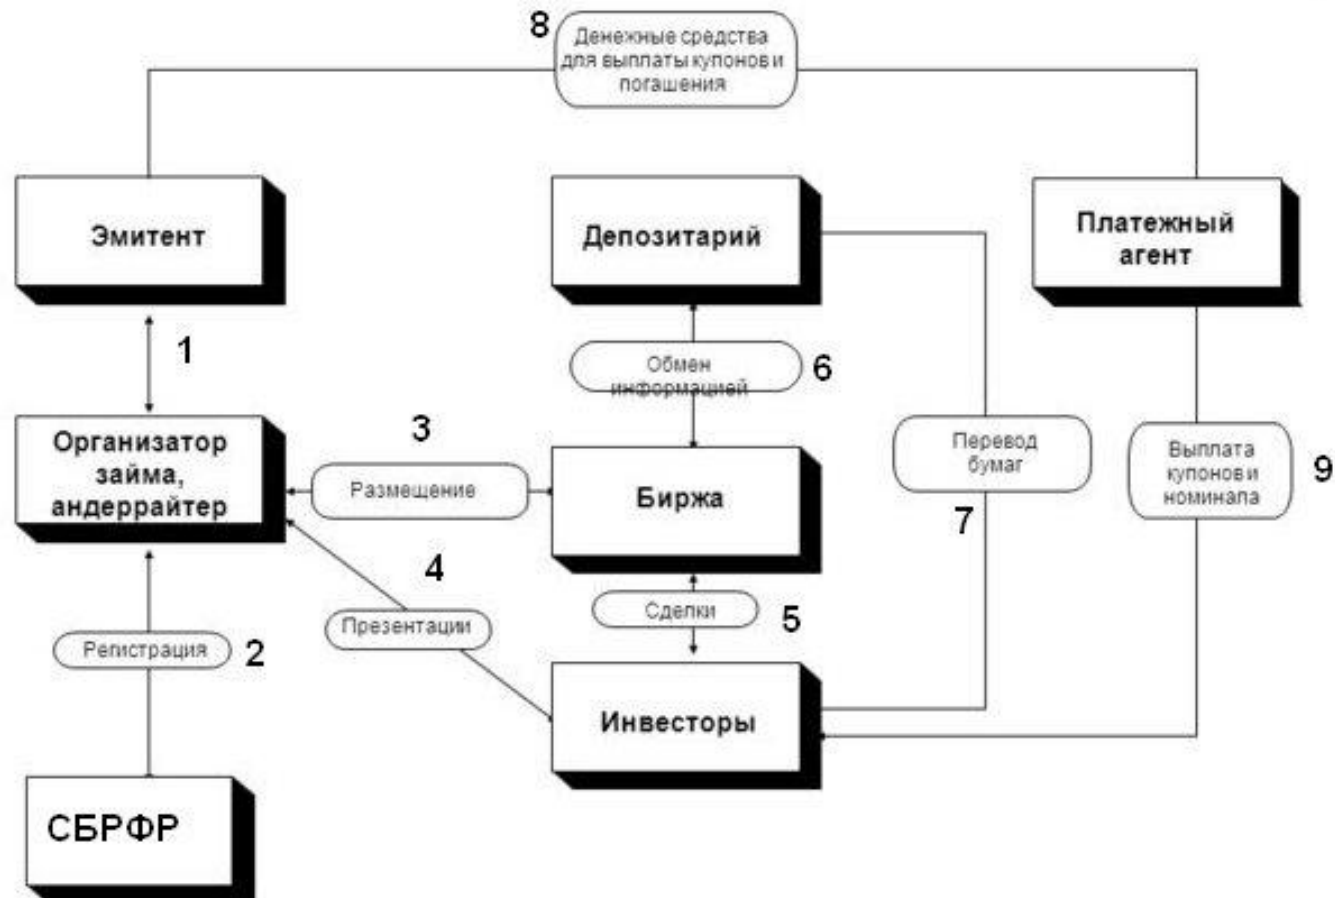 8
Денежные средства
для выплаты купонов и
погашения
Эмитент
Депозитарий
Платежный
агент
1
Обмен
информацией
6
Организатор
займа,
андеррайтер
3
Размещение
Биржа
Перевод
бумаг
7
Выплата
купонов и
номинала
9
4
Презентации
Сделки
5
Регистрация
2
Инвесторы
СБРФР